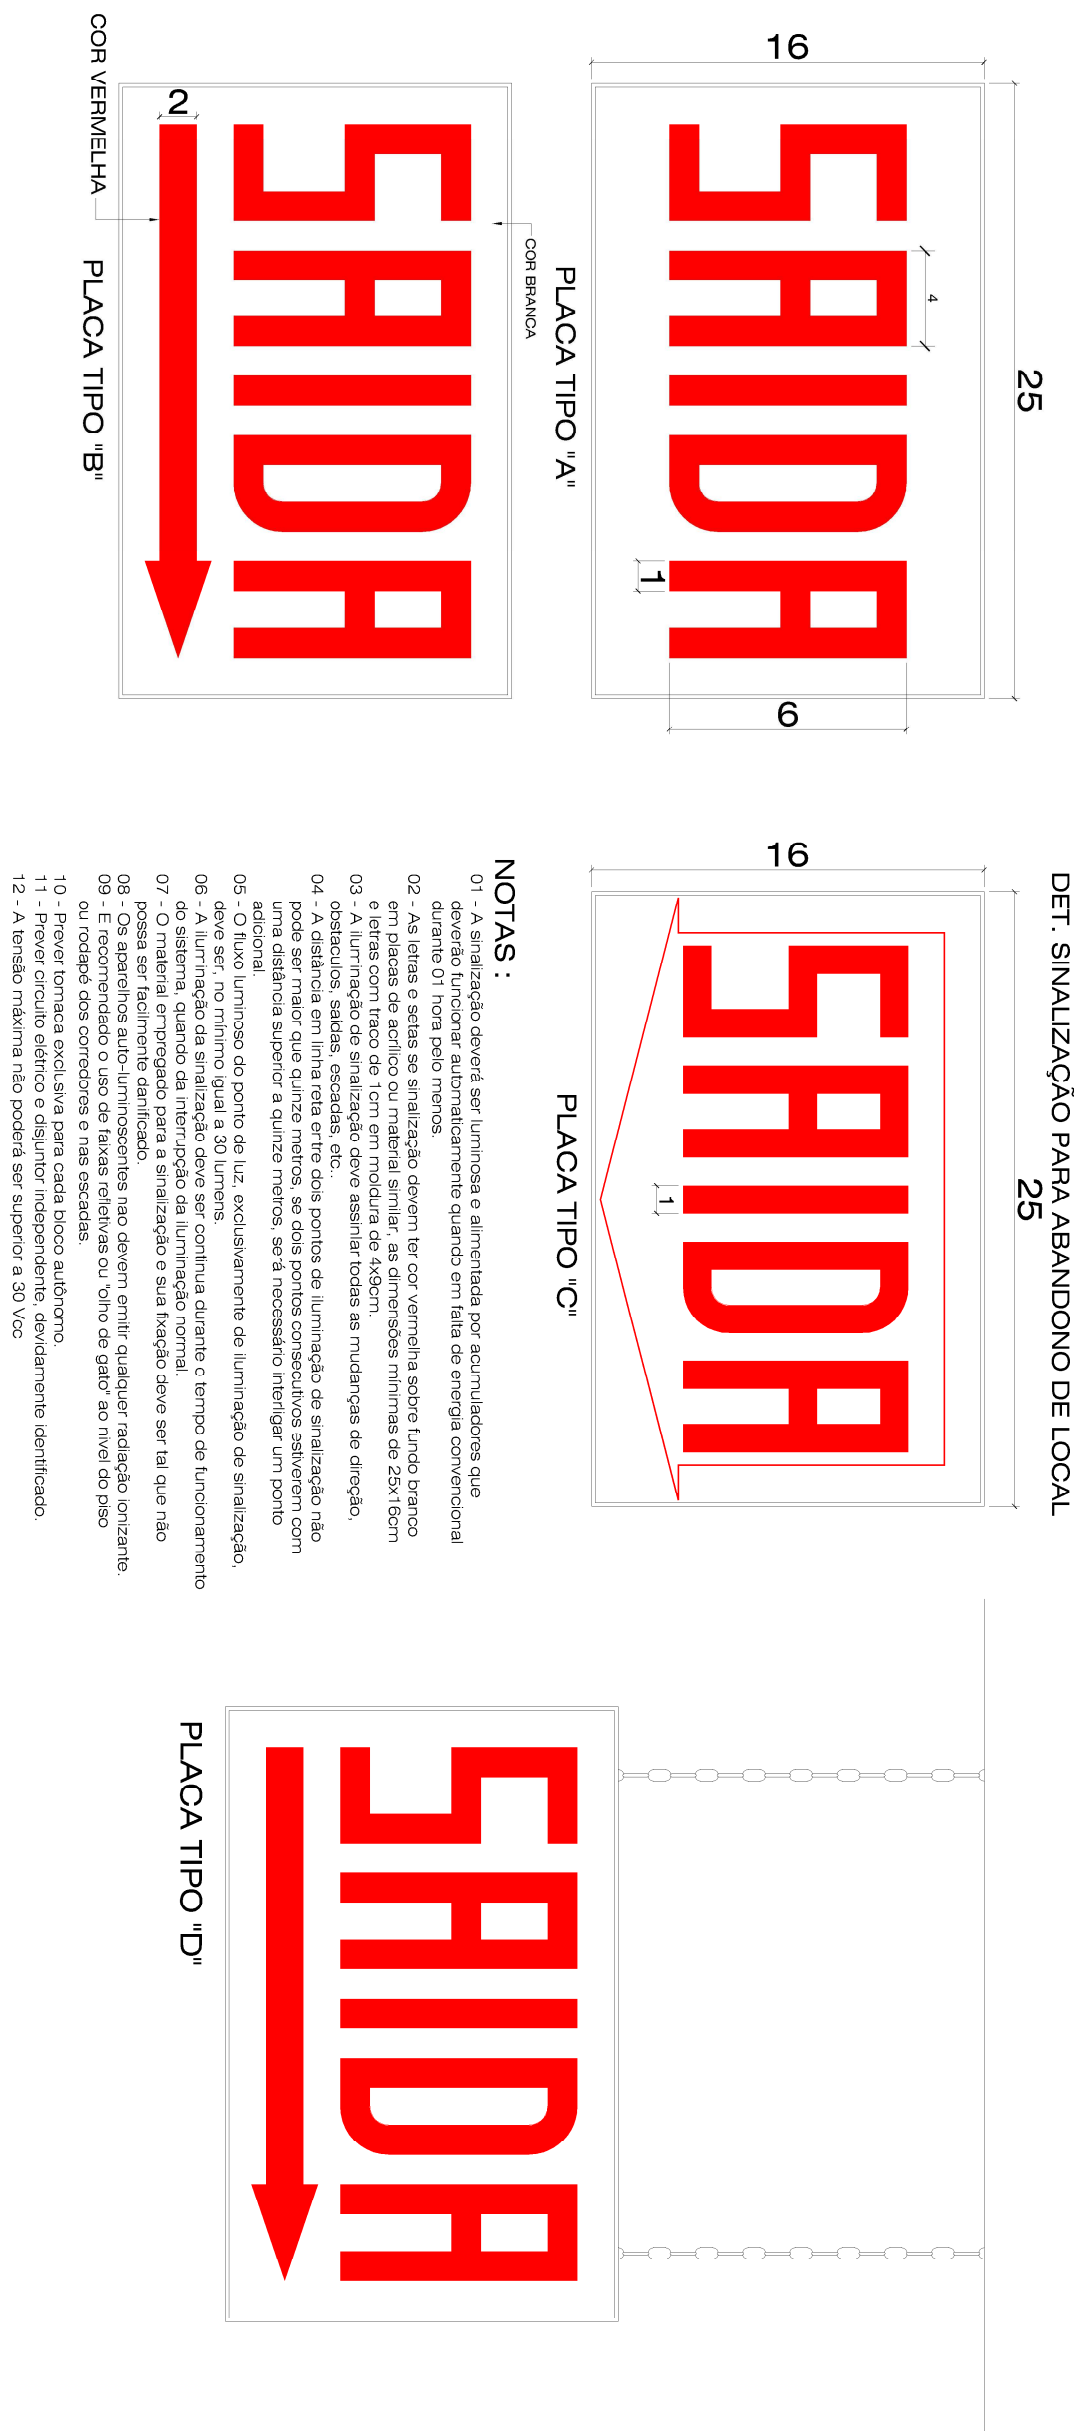 DET. SINALIZAÇÃO PARA ABANDONO DE LOCAL
25
16
SAIDA
4
1
6
PLACA TIPO "A"
COR BRANCA
SAIDA
2
COR VERMELHA
PLACA TIPO "B"
25
16
SAIDA
1
PLACA TIPO "C"
NOTAS :
01 - A sinalização deverá ser luminosa e alimentada por acumuladores que
deverão funcionar automaticamente quando em falta de energia convencional
durante 01 hora pelo menos.
02 - As letras e setas se sinalização devem ter cor vermelha sobre fundo branco
em placas de acrílico ou material similar, as dimensões mínimas de 25x16cm
e letras com traco de 1cm em moldura de 4x9cm.
03 - A iluminação de sinalização deve assinlar todas as mudanças de direção,
obstaculos, saídas, escadas, etc..
04 - A distância em linha reta entre dois pontos de iluminação de sinalização não
pode ser maior que quinze metros, se dois pontos consecutivos estiverem com
uma distância superior a quinze metros, será necessário interligar um ponto
adicional.
05 - O fluxo luminoso do ponto de luz, exclusivamente de iluminação de sinalização,
deve ser, no mínimo igual a 30 lumens.
06 - A iluminação da sinalização deve ser continua durante o tempo de funcionamento
do sistema, quando da interrupção da iluminação normal.
07 - O material empregado para a sinalização e sua fixação deve ser tal que não
possa ser facilmente danificado.
08 - Os aparelhos auto-luminoscentes nao devem emitir qualquer radiação ionizante.
09 - E recomendado o uso de faixas refletivas ou "olho de gato" ao nivel do piso
ou rodapé dos corredores e nas escadas.
10 - Prever tomaca exclusiva para cada bloco autônomo.
11 - Prever circuito elétrico e disjuntor independente, devidamente identificado.
12 - A tensão máxima não poderá ser superior a 30 Vcc
SAIDA
PLACA TIPO "D"